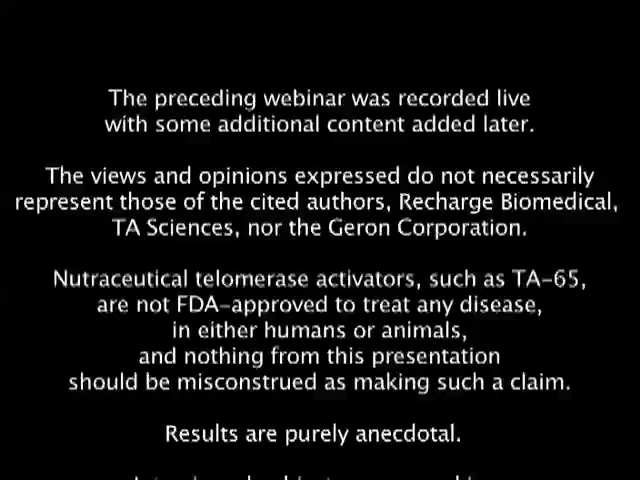 The preceding webinar was recorded live
with some additional content added later.
The views and opinions expressed do not necessarily
represent those of the cited authors, Recharge Biomedical,
TA Sciences, nor the Geron Corporation.
Nutraceutical telomerase activators, such as TA-65,
are not FDA-approved to treat any disease,
in either humans or animals,
and nothing from this presentation
should be misconstrued as making such a claim.
Results are purely anecdotal.